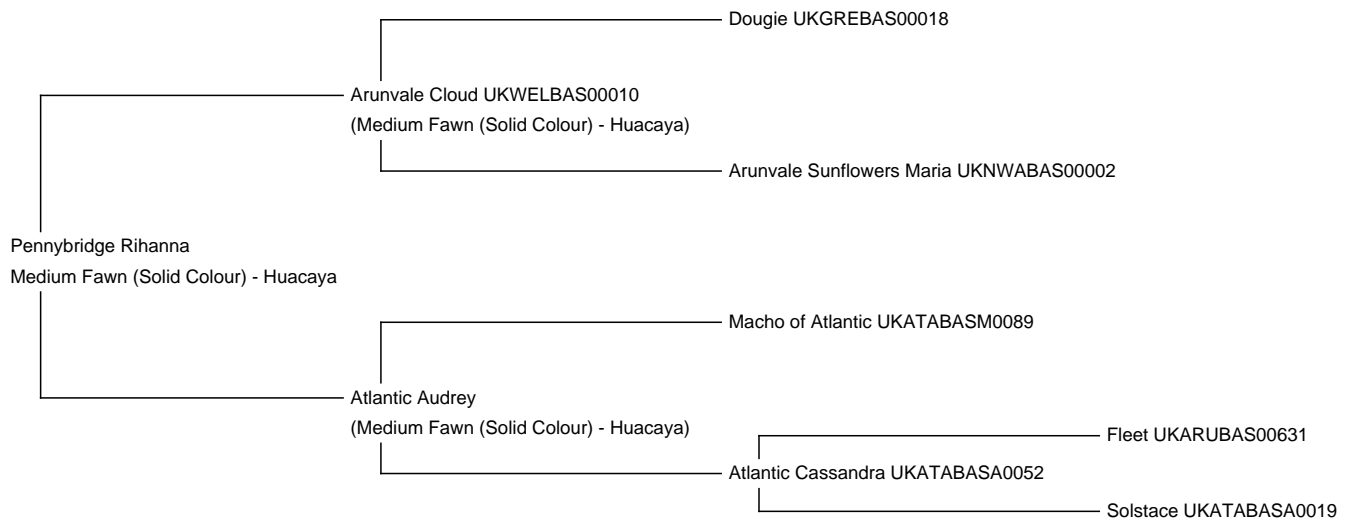 Dougie UKGREBAS00018
Arunvale Cloud UKWELBAS00010
(Medium Fawn (Solid Colour) - Huacaya)
Arunvale Sunflowers Maria UKNWABAS00002
Pennybridge Rihanna
Medium Fawn (Solid Colour) - Huacaya
Macho of Atlantic UKATABASM0089
Atlantic Audrey
(Medium Fawn (Solid Colour) - Huacaya)
Fleet UKARUBAS00631
Atlantic Cassandra UKATABASA0052
Solstace UKATABASA0019